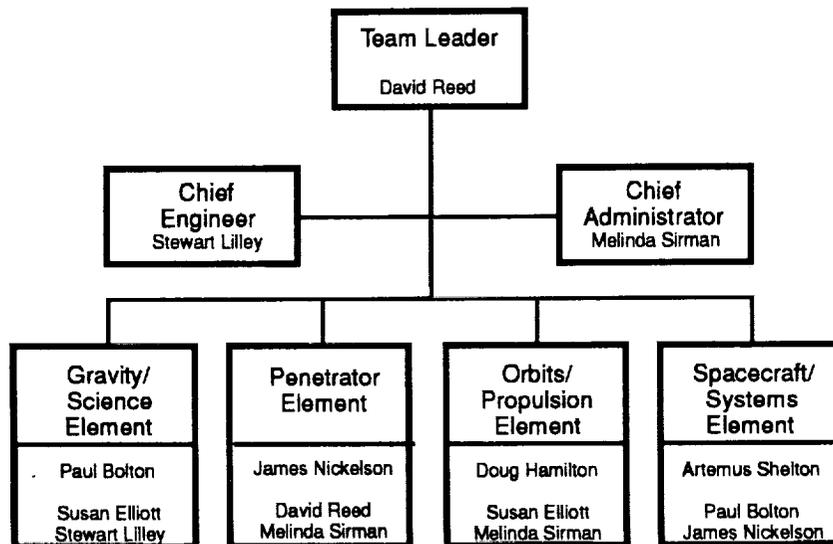 Team Leader
David Reed
Chief
Engineer
Stewart Lilley
Chief
Administrator
Melinda Sirman
Gravity/
Science
Element
Paul Bolton
Susan Elliott
Stewart Lilley
Penetrator
Element
James Nickelson
David Reed
Melinda Sirman
Orbits/
Propulsion
Element
Doug Hamilton
Susan Elliott
Melinda Sirman
Spacecraft/
Systems
Element
Artemus Shelton
Paul Bolton
James Nickelson